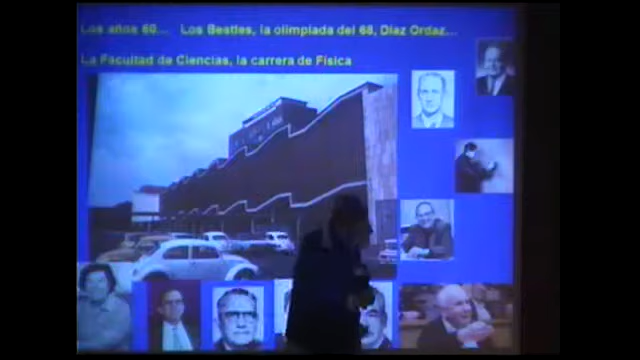 Los años 60... Los Beatles, la olimpiada del 68, Díaz Ordaz...
La Facultad de Ciencias, la carrera de Física